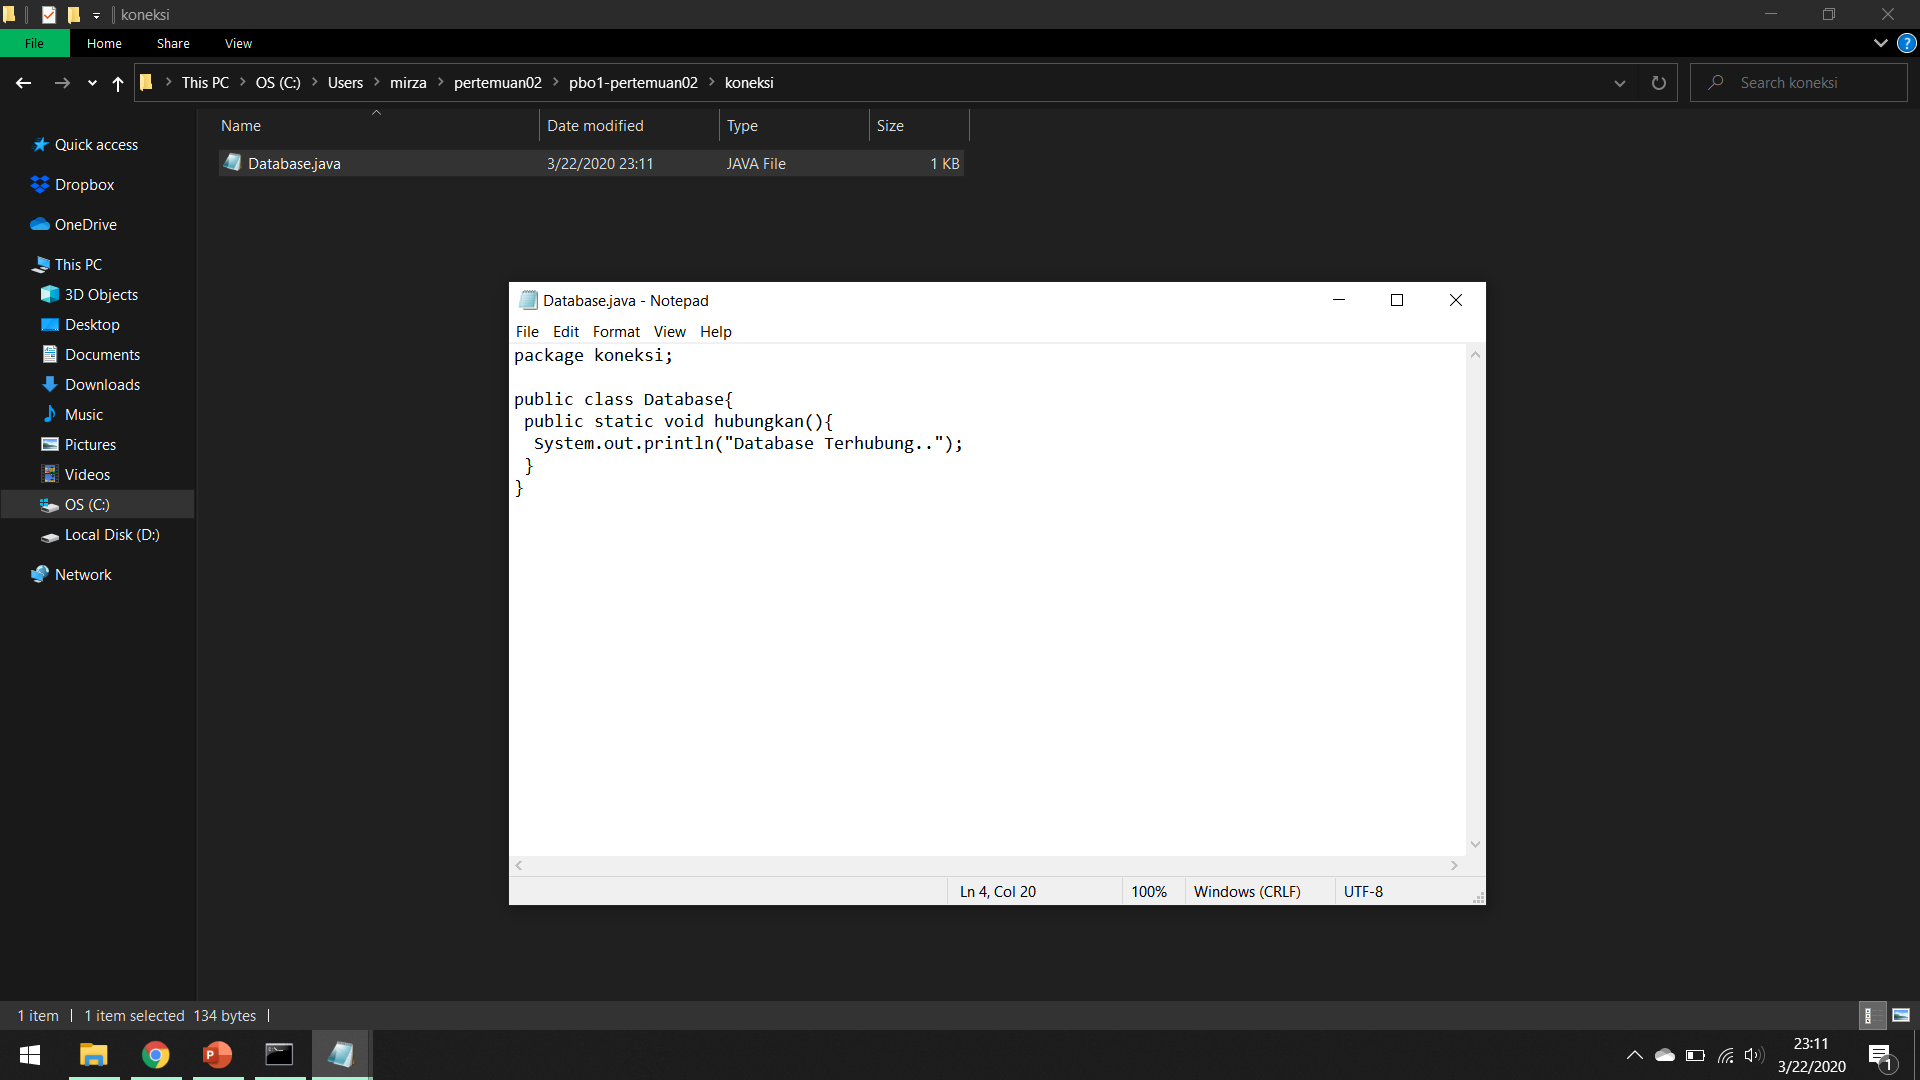 koneksi
File Home Share View
This PC OS (C:) Users mirza pertemuan02 pbo1-pertemuan02 koneksi
Search koneksi
Name Date modified Type Size
Database.java 3/22/2020 23:11 JAVA File 1 KB
Quick access
Dropbox
OneDrive
This PC
3D Objects
Desktop
Documents
Downloads
Music
Pictures
Videos
OS (C:)
Local Disk (D:)
Network
Database.java - Notepad
File Edit Format View Help
package koneksi;
public class Database{
public static void hubungkan(){
System.out.println("Database Terhubung..");
}
}
Ln 4, Col 20 100% Windows (CRLF) UTF-8
1 item 1 item selected 134 bytes
23:11
3/22/2020
1